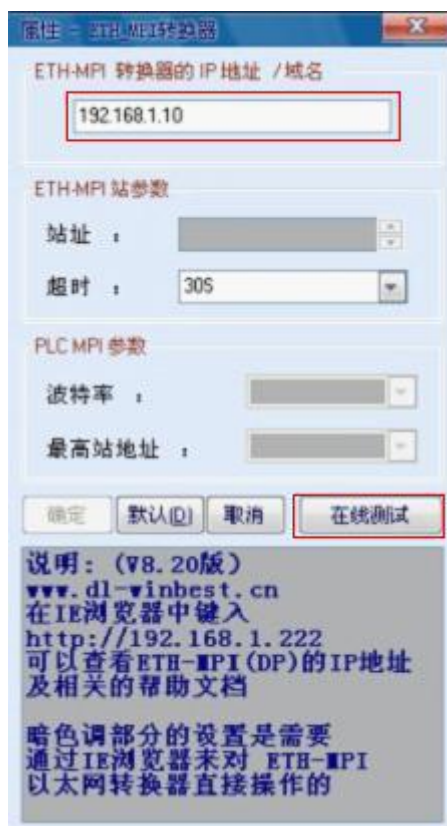 属性 - ETH_MPI转换器
ETH-MPI 转换器的 IP 地址 /域名
192.168.1.10
ETH-MPI 站参数
站址 :
超时 : 30S
PLC MPI 参数
波特率 :
最高站地址 :
确定 默认(D) 取消 在线测试
说明: (V8.20版)
www.dl-winbest.cn
在IE浏览器中键入
http://192.168.1.222
可以查看ETH-MPI(DP)的IP地址
及相关的帮助文档
暗色调部分的设置是需要
通过IE浏览器来对 ETH-MPI
以太网转换器直接操作的